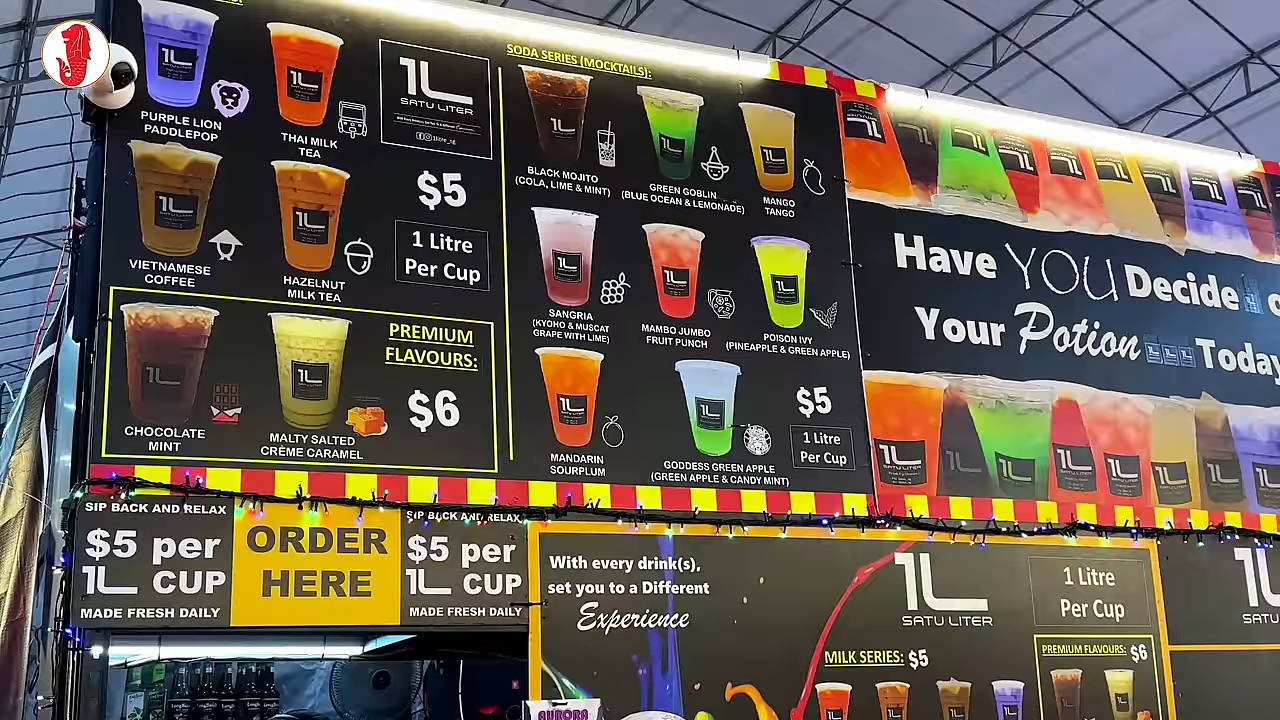 PURPLE LION
PADDLEPOP
THAI MILK
TEA
1L
SATU LITER
1litre_sg
VIETNAMESE
COFFEE
HAZELNUT
MILK TEA
$5
1 Litre
Per Cup
CHOCOLATE
MINT
MALTY SALTED
CRÈME CARAMEL
PREMIUM
FLAVOURS:
$6
SODA SERIES (MOCKTAILS):
BLACK MOJITO
(COLA, LIME & MINT)
GREEN GOBLIN
(BLUE OCEAN & LEMONADE)
MANGO
TANGO
SANGRIA
(KYOHO & MUSCAT
GRAPE WITH LIME)
MAMBO JUMBO
FRUIT PUNCH
POISON IVY
(PINEAPPLE & GREEN APPLE)
MANDARIN
SOURPLUM
GODDESS GREEN APPLE
(GREEN APPLE & CANDY MINT)
$5
1 Litre
Per Cup
Have YOU Decide
Your Potion Today
SIP BACK AND RELAX
$5 per
1L CUP
MADE FRESH DAILY
ORDER
HERE
SIP BACK AND RELAX
$5 per
1L CUP
MADE FRESH DAILY
With every drink(s),
set you to a Different
Experience
1L
SATU LITER
1 Litre
Per Cup
MILK SERIES: $5
PREMIUM FLAVOURS: $6
AURORA